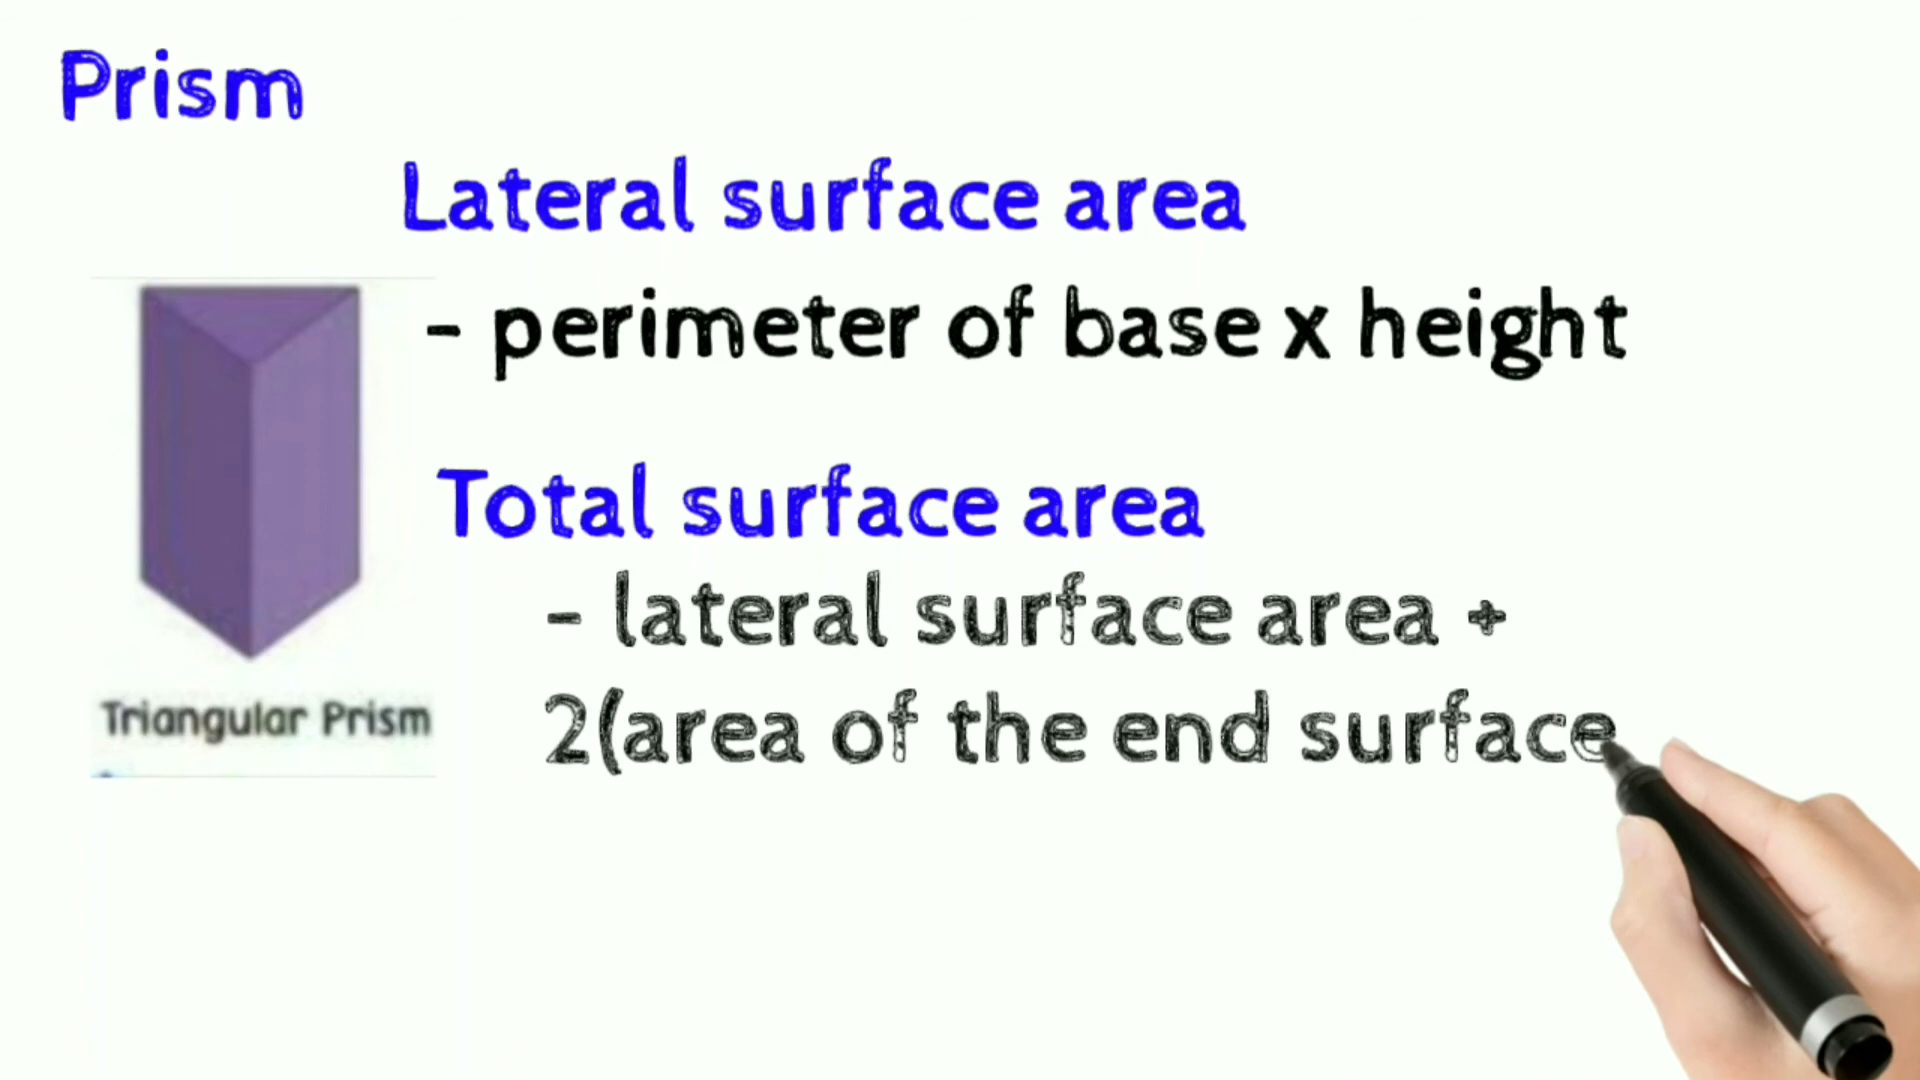 Prism
Lateral surface area
- perimeter of base x height
Total surface area
- lateral surface area +
2(area of the end surface
Triangular Prism